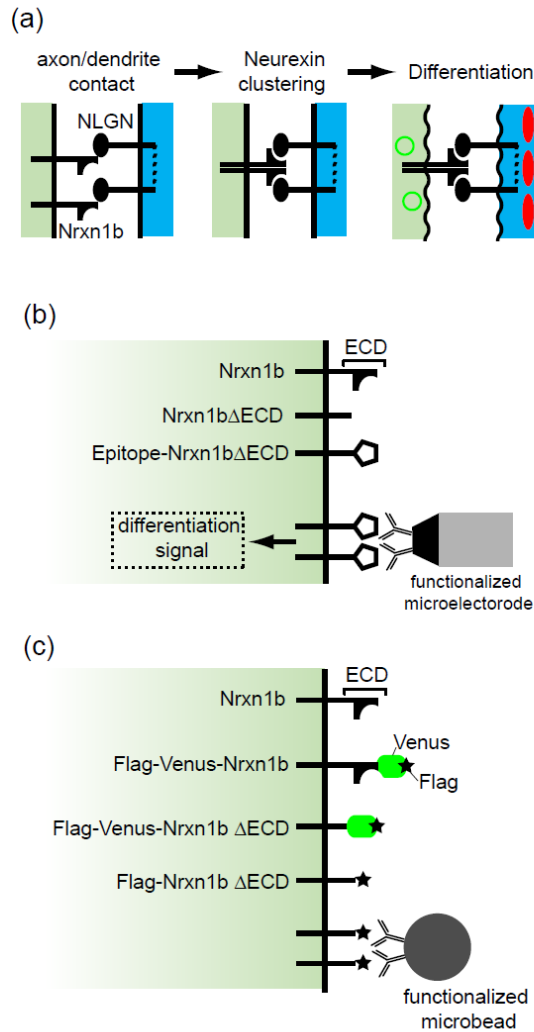 (a)
axon/dendrite
contact
Neurexin
clustering
Differentiation
NLGN
Nrxn1b
(b)
ECD
Nrxn1b
Nrxn1bΔECD
Epitope-Nrxn1bΔECD
differentiation
signal
functionalized
microelectorode
(c)
ECD
Nrxn1b
Venus
Flag-Venus-Nrxn1b
Flag
Flag-Venus-Nrxn1b ΔECD
Flag-Nrxn1b ΔECD
functionalized
microbead